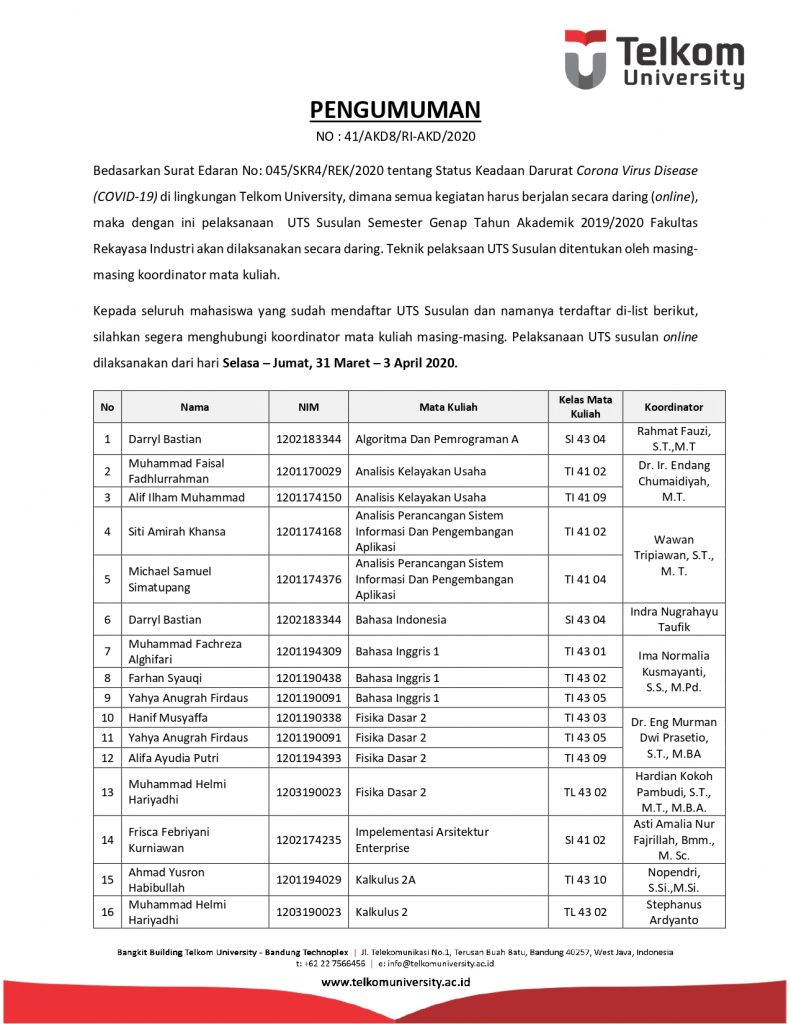 Telkom
University
PENGUMUMAN
NO : 41/AKD8/RI-AKD/2020
Bedasarkan Surat Edaran No: 045/SKR4/REK/2020 tentang Status Keadaan Darurat Corona Virus Disease
(COVID-19) di lingkungan Telkom University, dimana semua kegiatan harus berjalan secara daring (online),
maka dengan ini pelaksanaan UTS Susulan Semester Genap Tahun Akademik 2019/2020 Fakultas
Rekayasa Industri akan dilaksanakan secara daring. Teknik pelaksaan UTS Susulan ditentukan oleh masing-
masing koordinator mata kuliah.
Kepada seluruh mahasiswa yang sudah mendaftar UTS Susulan dan namanya terdaftar di-list berikut,
silahkan segera menghubungi koordinator mata kuliah masing-masing. Pelaksanaan UTS susulan online
dilaksanakan dari hari Selasa – Jumat, 31 Maret – 3 April 2020.
No Nama NIM Mata Kuliah Kelas Mata Kuliah Koordinator
1 Darryl Bastian 1202183344 Algoritma Dan Pemrograman A SI 43 04 Rahmat Fauzi, S.T.,M.T
2 Muhammad Faisal Fadhlurrahman 1201170029 Analisis Kelayakan Usaha TI 41 02 Dr. Ir. Endang Chumaidiyah, M.T.
3 Alif Ilham Muhammad 1201174150 Analisis Kelayakan Usaha TI 41 09
4 Siti Amirah Khansa 1201174168 Analisis Perancangan Sistem Informasi Dan Pengembangan Aplikasi TI 41 02 Wawan Tripiawan, S.T., M. T.
5 Michael Samuel Simatupang 1201174376 Analisis Perancangan Sistem Informasi Dan Pengembangan Aplikasi TI 41 04
6 Darryl Bastian 1202183344 Bahasa Indonesia SI 43 04 Indra Nugrahayu Taufik
7 Muhammad Fachreza Alghifari 1201194309 Bahasa Inggris 1 TI 43 01 Ima Normalia Kusmayanti, S.S., M.Pd.
8 Farhan Syauqi 1201190438 Bahasa Inggris 1 TI 43 02
9 Yahya Anugrah Firdaus 1201190091 Bahasa Inggris 1 TI 43 05
10 Hanif Musyaffa 1201190338 Fisika Dasar 2 TI 43 03 Dr. Eng Murman Dwi Prasetio, S.T., M.BA
11 Yahya Anugrah Firdaus 1201190091 Fisika Dasar 2 TI 43 05
12 Alifa Ayudia Putri 1201194393 Fisika Dasar 2 TI 43 09
13 Muhammad Helmi Hariyadhi 1203190023 Fisika Dasar 2 TL 43 02 Hardian Kokoh Pambudi, S.T., M.T., M.B.A.
14 Frisca Febriyani Kurniawan 1202174235 Impelementasi Arsitektur Enterprise SI 41 02 Asti Amalia Nur Fajrillah, Bmm., M. Sc.
15 Ahmad Yusron Habibullah 1201194029 Kalkulus 2A TI 43 10 Nopendri, S.Si.,M.Si.
16 Muhammad Helmi Hariyadhi 1203190023 Kalkulus 2 TL 43 02 Stephanus Ardyanto
Bangkit Building Telkom University - Bandung Technoplex | Jl. Telekomunikasi No.1, Terusan Buah Batu, Bandung 40257, West Java, Indonesia
t: +62 22 7566456 | e: info@telkomuniversity.ac.id
www.telkomuniversity.ac.id